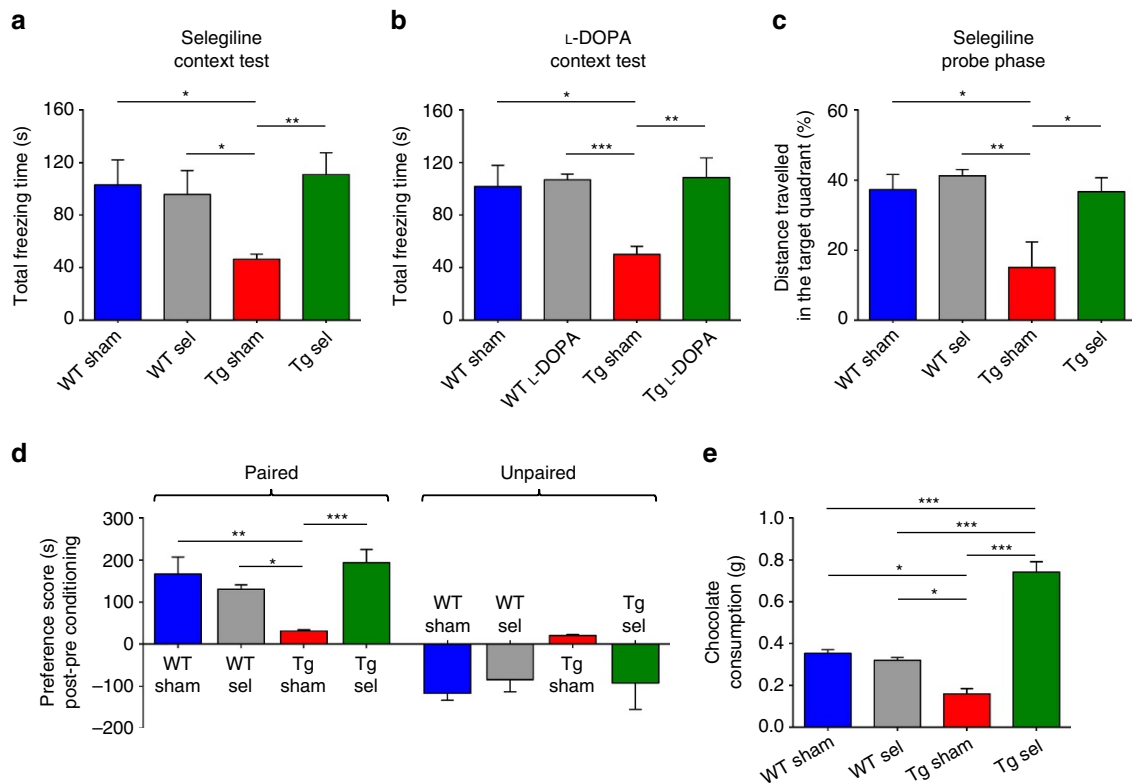 a
Selegiline
context test
Total freezing time (s)
160
120
80
40
0
*
**
*
WT sham
WT sel
Tg sham
Tg sel
b
L-DOPA
context test
Total freezing time (s)
160
120
80
40
0
*
**
***
WT sham
WT L-DOPA
Tg sham
Tg L-DOPA
c
Selegiline
probe phase
Distance travelled
in the target quadrant (%)
60
40
20
0
*
*
**
WT sham
WT sel
Tg sham
Tg sel
d
Paired
Unpaired
Preference score (s)
post-pre conditioning
300
200
100
0
−100
−200
***
**
*
WT
sham
WT
sel
Tg
sham
Tg
sel
WT
sham
WT
sel
Tg
sham
Tg
sel
e
Chocolate
consumption (g)
1.0
0.8
0.6
0.4
0.2
0.0
***
***
***
*
*
WT sham
WT sel
Tg sham
Tg sel